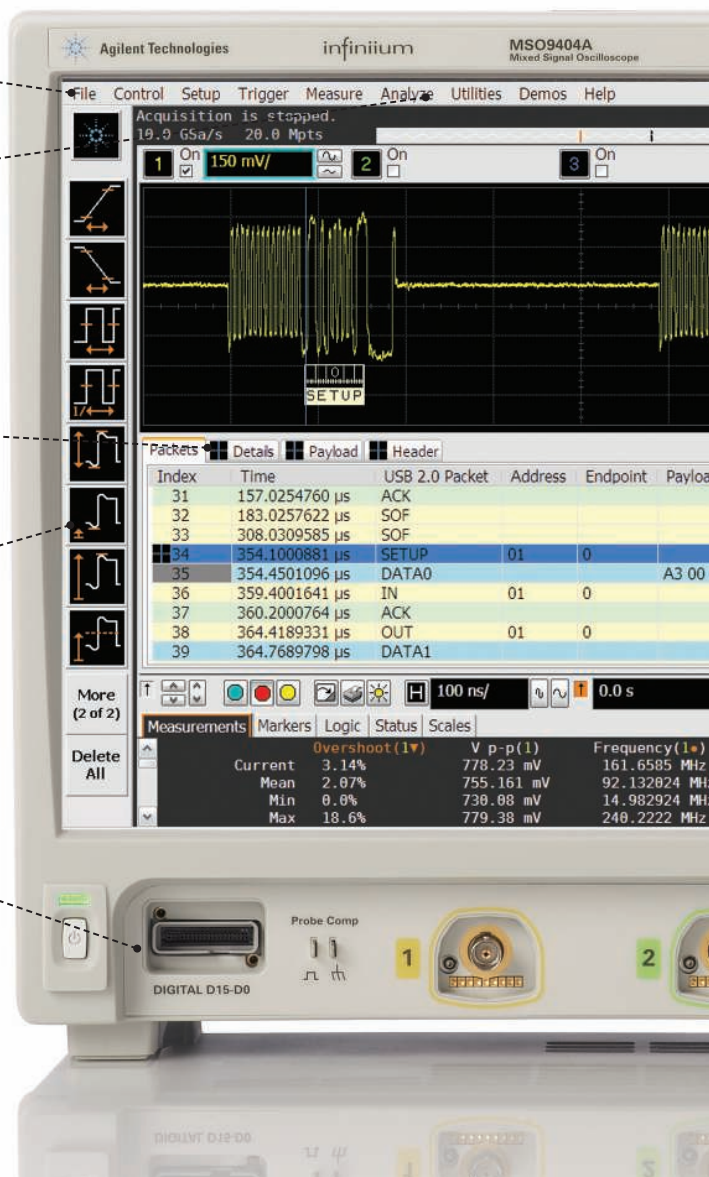 Agilent Technologies infiniium MSO9404A
Mixed Signal Oscilloscope
File Control Setup Trigger Measure Analyze Utilities Demos Help
Acquisition is stopped.
10.0 GSa/s 20.0 Mpts
1 On 150 mV/ 2 On 3 On
0
SETUP
Packets Details Payload Header
Index Time USB 2.0 Packet Address Endpoint Payloa
31 157.0254760 µs ACK
32 183.0257622 µs SOF
33 308.0309585 µs SOF
34 354.1000881 µs SETUP 01 0
35 354.4501096 µs DATA0 A3 00
36 359.4001641 µs IN 01 0
37 360.2000764 µs ACK
38 364.4189331 µs OUT 01 0
39 364.7689798 µs DATA1
1/
More
(2 of 2)
Delete
All
H 100 ns/ 0.0 s
Measurements Markers Logic Status Scales
Overshoot(1▼) V p-p(1) Frequency(1●)
Current 3.14% 778.23 mV 161.6585 MHz
Mean 2.07% 755.161 mV 92.132024 MHz
Min 0.0% 730.08 mV 14.982924 MHz
Max 18.6% 779.38 mV 240.2222 MHz
Probe Comp
1 2
DIGITAL D15-D0